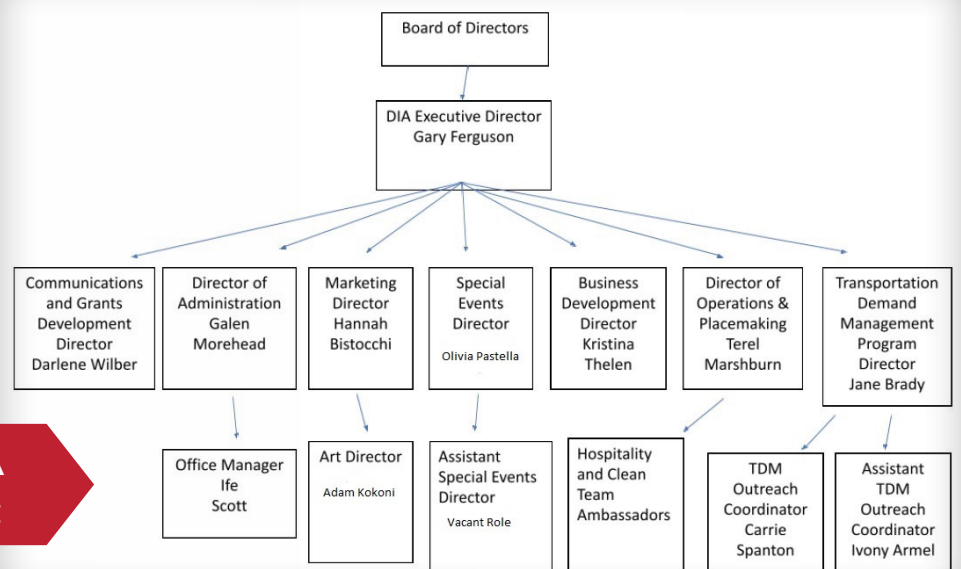 Board of Directors
DIA Executive Director
Gary Ferguson
Communications
and Grants
Development
Director
Darlene Wilber
Director of
Administration
Galen
Morehead
Marketing
Director
Hannah
Bistocchi
Special
Events
Director
Olivia Pastella
Business
Development
Director
Kristina
Thelen
Director of
Operations &
Placemaking
Terel
Marshburn
Transportation
Demand
Management
Program
Director
Jane Brady
Office Manager
Ife
Scott
Art Director
Adam Kokoni
Assistant
Special Events
Director
Vacant Role
Hospitality
and Clean
Team
Ambassadors
TDM
Outreach
Coordinator
Carrie
Spanton
Assistant
TDM
Outreach
Coordinator
Ivony Armel